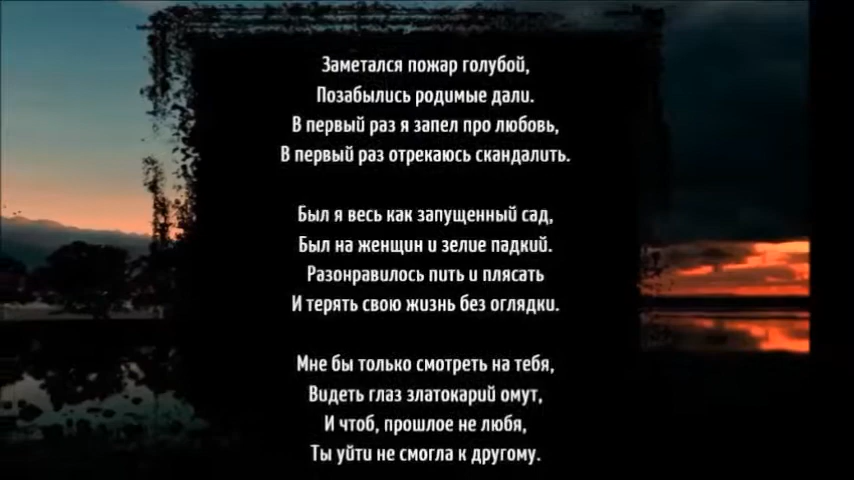 Заметался пожар голубой,
Позабылись родимые дали.
В первый раз я запел про любовь,
В первый раз отрекаюсь скандалить.
Был я весь как запущенный сад,
Был на женщин и зелие падкий.
Разонравилось пить и плясать
И терять свою жизнь без оглядки.
Мне бы только смотреть на тебя,
Видеть глаз златокарий омут,
И чтоб, прошлое не любя,
Ты уйти не смогла к другому.